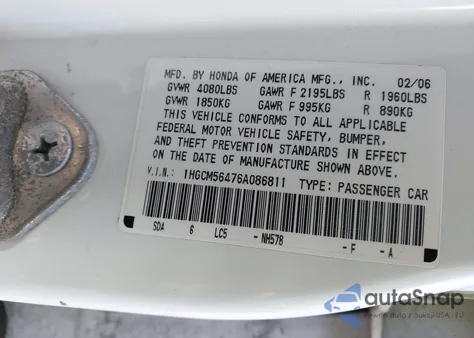 MFD. BY HONDA OF AMERICA MFG., INC. 02/06
GVWR 4080LBS GAWR F 2195LBS R 1960LBS
GVWR 1850KG GAWR F 995KG R 890KG
THIS VEHICLE CONFORMS TO ALL APPLICABLE
FEDERAL MOTOR VEHICLE SAFETY, BUMPER,
AND THEFT PREVENTION STANDARDS IN EFFECT
ON THE DATE OF MANUFACTURE SHOWN ABOVE.
V.I.N.: 1HGCM56476A086811 TYPE: PASSENGER CAR
SDA 6 LC5 -NH578 -F -A
autoSnap